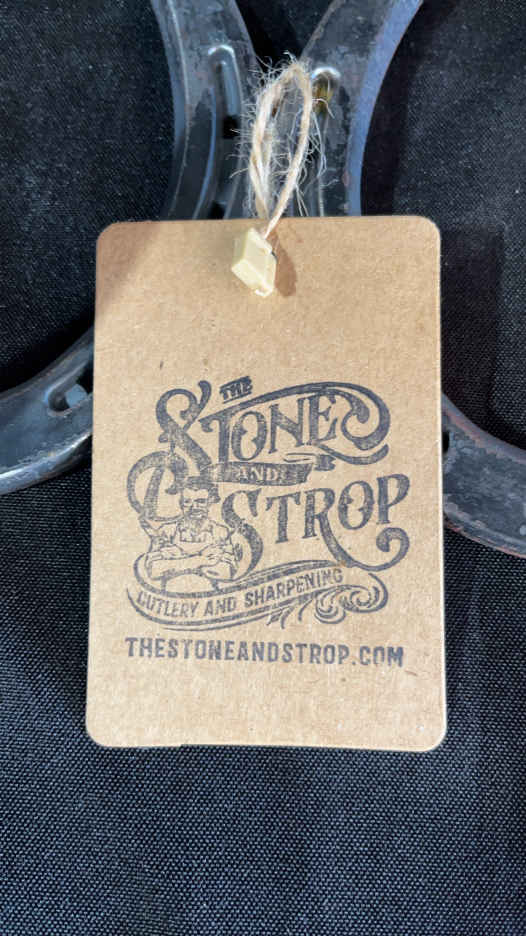 THE
STONE
AND
STROP
CUTLERY AND SHARPENING
THESTONEANDSTROP.COM